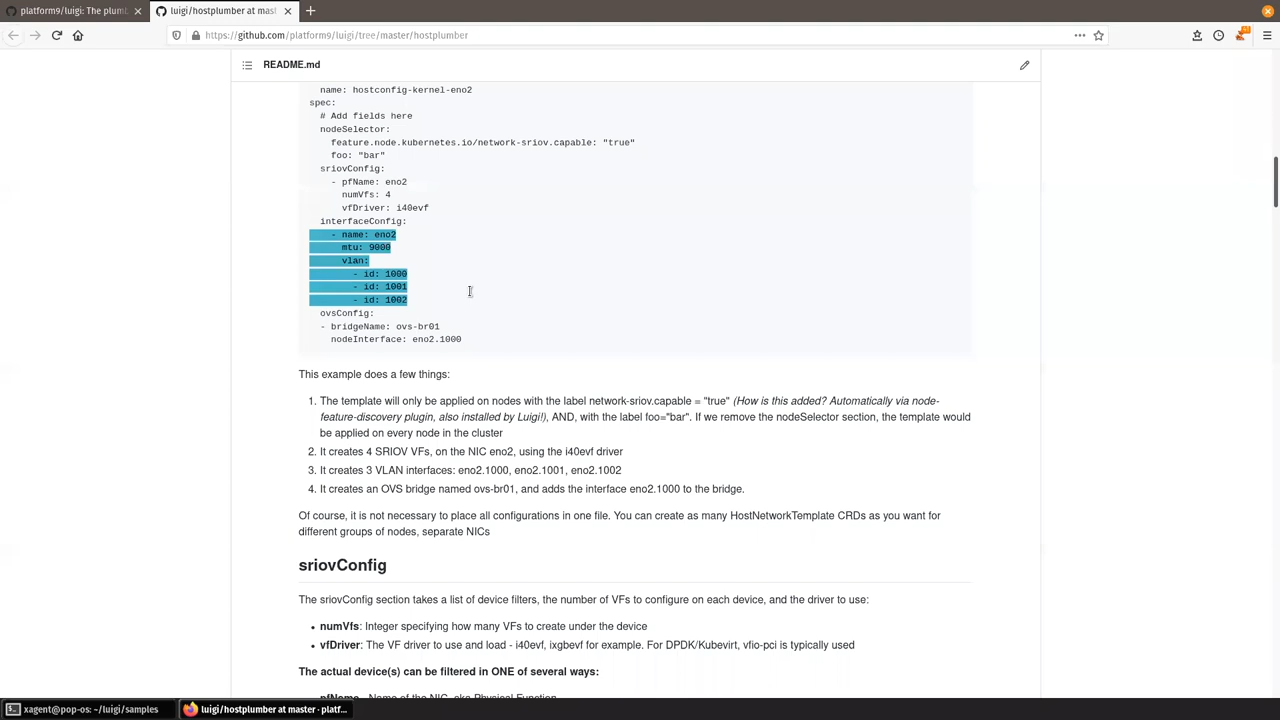 platform9/luigi: The plumb
luigi/hostplumber at mast
https://github.com/platform9/luigi/tree/master/hostplumber
README.md
name: hostconfig-kernel-eno2
spec:
# Add fields here
nodeSelector:
feature.node.kubernetes.io/network-sriov.capable: "true"
foo: "bar"
sriovConfig:
- pfName: eno2
numVfs: 4
vfDriver: i40evf
interfaceConfig:
- name: eno2
mtu: 9000
vlan:
- id: 1000
- id: 1001
- id: 1002
ovsConfig:
- bridgeName: ovs-br01
nodeInterface: eno2.1000
This example does a few things:
1. The template will only be applied on nodes with the label network-sriov.capable = "true" (How is this added? Automatically via node-
feature-discovery plugin, also installed by Luigi!), AND, with the label foo="bar". If we remove the nodeSelector section, the template would
be applied on every node in the cluster
2. It creates 4 SRIOV VFs, on the NIC eno2, using the i40evf driver
3. It creates 3 VLAN interfaces: eno2.1000, eno2.1001, eno2.1002
4. It creates an OVS bridge named ovs-br01, and adds the interface eno2.1000 to the bridge.
Of course, it is not necessary to place all configurations in one file. You can create as many HostNetworkTemplate CRDs as you want for
different groups of nodes, separate NICs
sriovConfig
The sriovConfig section takes a list of device filters, the number of VFs to configure on each device, and the driver to use:
• numVfs: Integer specifying how many VFs to create under the device
• vfDriver: The VF driver to use and load - i40evf, ixgbevf for example. For DPDK/Kubevirt, vfio-pci is typically used
The actual device(s) can be filtered in ONE of several ways:
pfName - Name of the NIC, aka Physical Function
xagent@pop-os: ~/luigi/samples
luigi/hostplumber at master · platf...